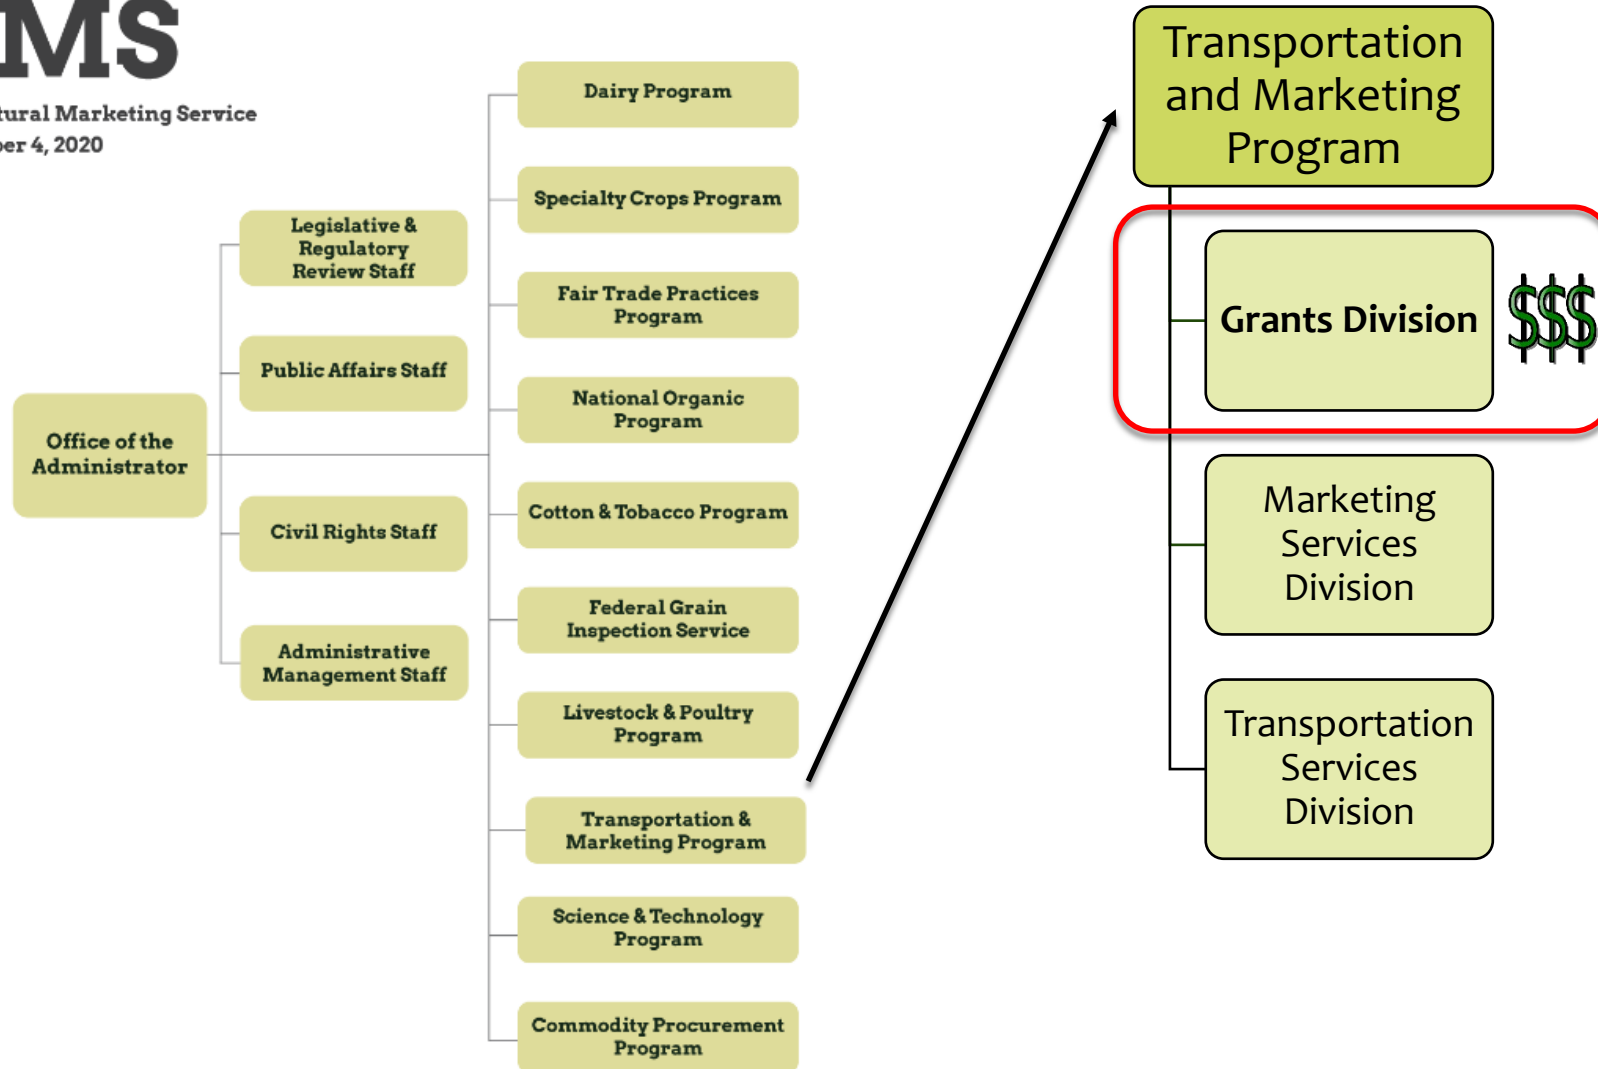 MS
tural Marketing Service
er 4, 2020
Office of the
Administrator
Legislative &
Regulatory
Review Staff
Public Affairs Staff
Civil Rights Staff
Administrative
Management Staff
Dairy Program
Specialty Crops Program
Fair Trade Practices
Program
National Organic
Program
Cotton & Tobacco Program
Federal Grain
Inspection Service
Livestock & Poultry
Program
Transportation &
Marketing Program
Science & Technology
Program
Commodity Procurement
Program
Transportation
and Marketing
Program
Grants Division
$$$
Marketing
Services
Division
Transportation
Services
Division